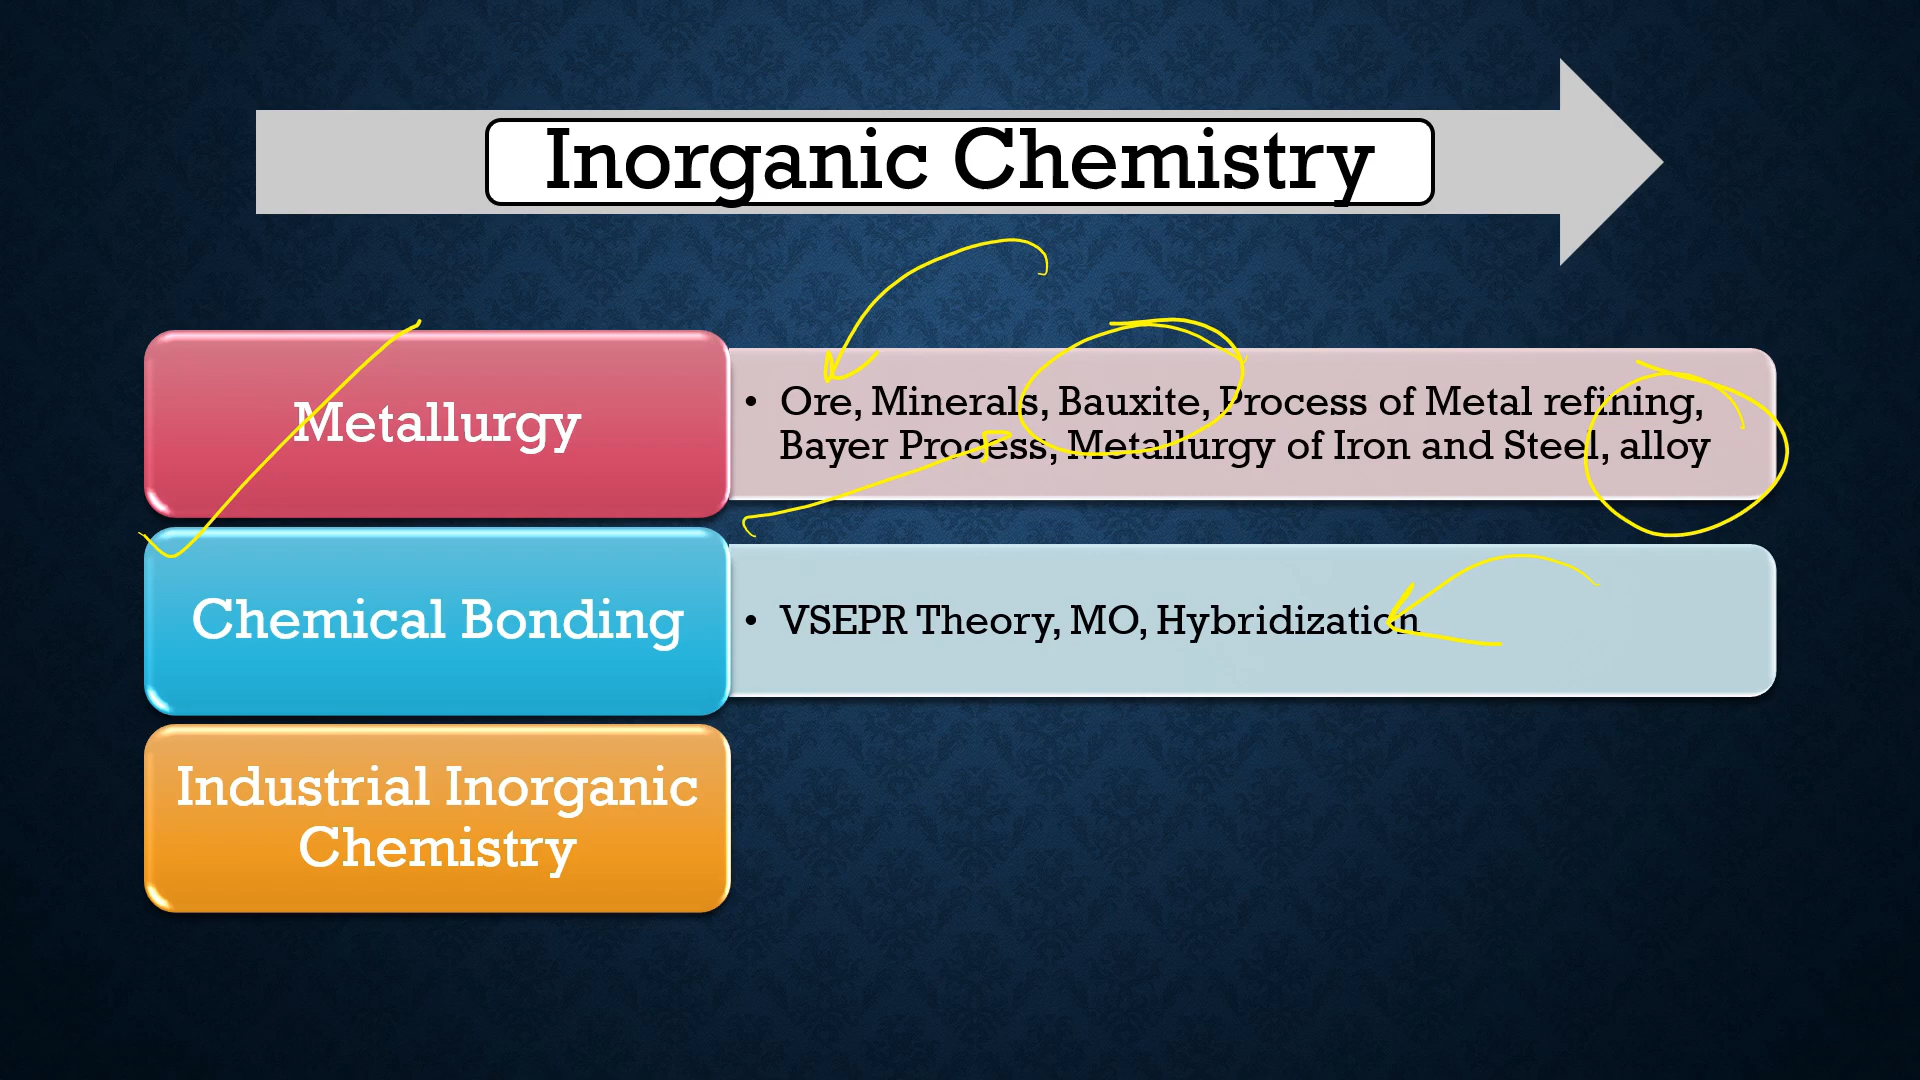 Inorganic Chemistry
Metallurgy
• Ore, Minerals, Bauxite, Process of Metal refining,
Bayer Process, Metallurgy of Iron and Steel, alloy
Chemical Bonding
• VSEPR Theory, MO, Hybridization
Industrial Inorganic
Chemistry